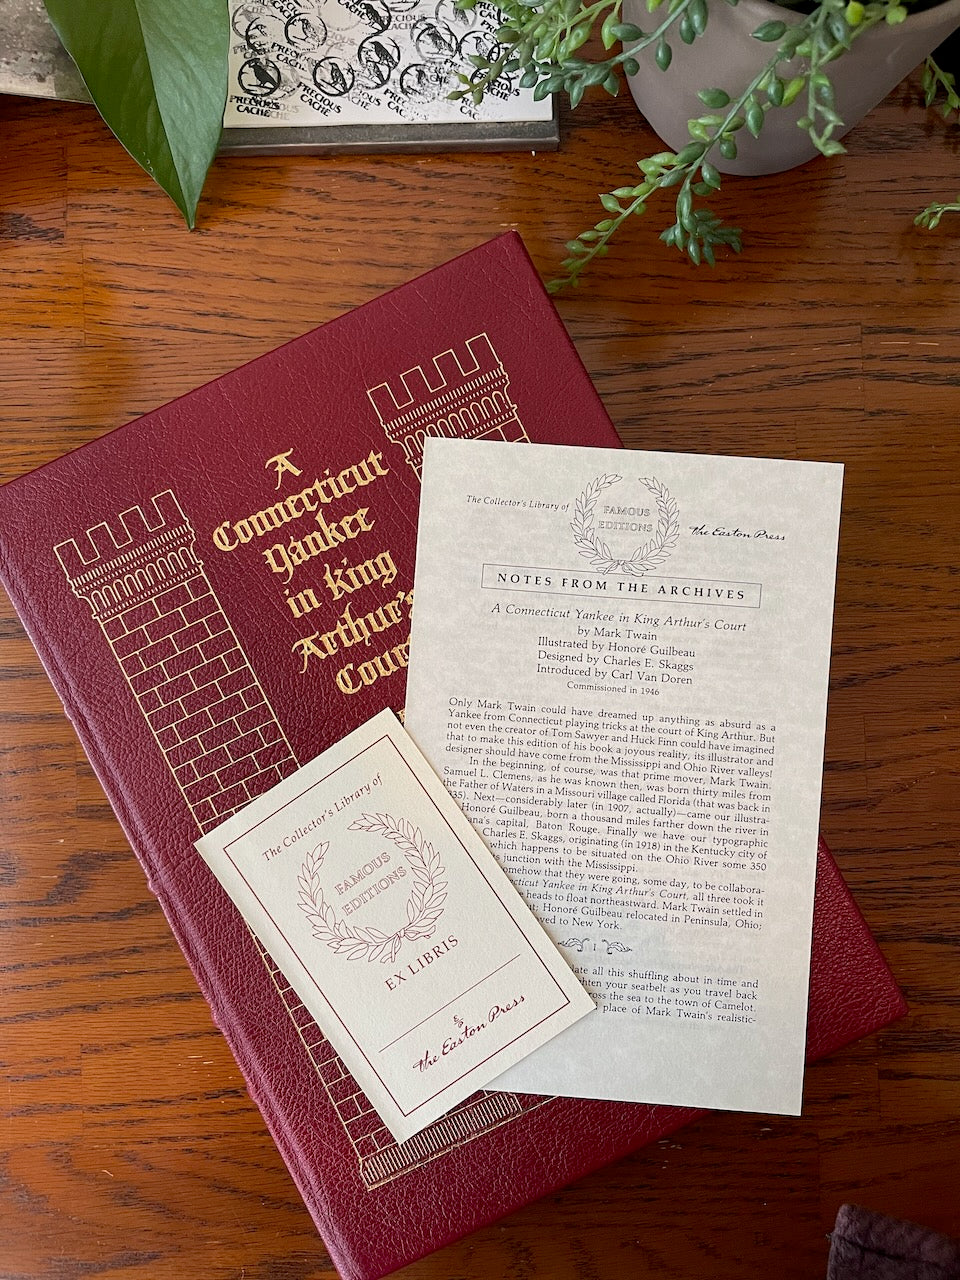 PRECIOUS
CACHE
PRECIOUS
CACHE
PRECIOUS
CACHE
A
Connecticut
Yankee
in King
Arthur's
Court
The Collector's Library of
FAMOUS
EDITIONS
the Easton Press
NOTES FROM THE ARCHIVES
A Connecticut Yankee in King Arthur's Court
by Mark Twain
Illustrated by Honoré Guilbeau
Designed by Charles E. Skaggs
Introduced by Carl Van Doren
Commissioned in 1946
Only Mark Twain could have dreamed up anything as absurd as a
Yankee from Connecticut playing tricks at the court of King Arthur. But
not even the creator of Tom Sawyer and Huck Finn could have imagined
that to make this edition of his book a joyous reality, its illustrator and
designer should have come from the Mississippi and Ohio River valleys!
In the beginning, of course, was that prime mover, Mark Twain.
Samuel L. Clemens, as he was known then, was born thirty miles from
the Father of Waters in a Missouri village called Florida (that was back in
35). Next—considerably later (in 1907, actually)—came our illustra-
Honoré Guilbeau, born a thousand miles farther down the river in
ana's capital, Baton Rouge. Finally we have our typographic
Charles E. Skaggs, originating (in 1918) in the Kentucky city of
which happens to be situated on the Ohio River some 350
s junction with the Mississippi.
omehow that they were going, some day, to be collabora-
ecticut Yankee in King Arthur's Court, all three took it
e heads to float northeastward. Mark Twain settled in
t; Honoré Guilbeau relocated in Peninsula, Ohio;
ved to New York.
1
late all this shuffling about in time and
hten your seatbelt as you travel back
ross the sea to the town of Camelot,
place of Mark Twain's realistic-
The Collector's Library of
FAMOUS
EDITIONS
EX LIBRIS
the Easton Press